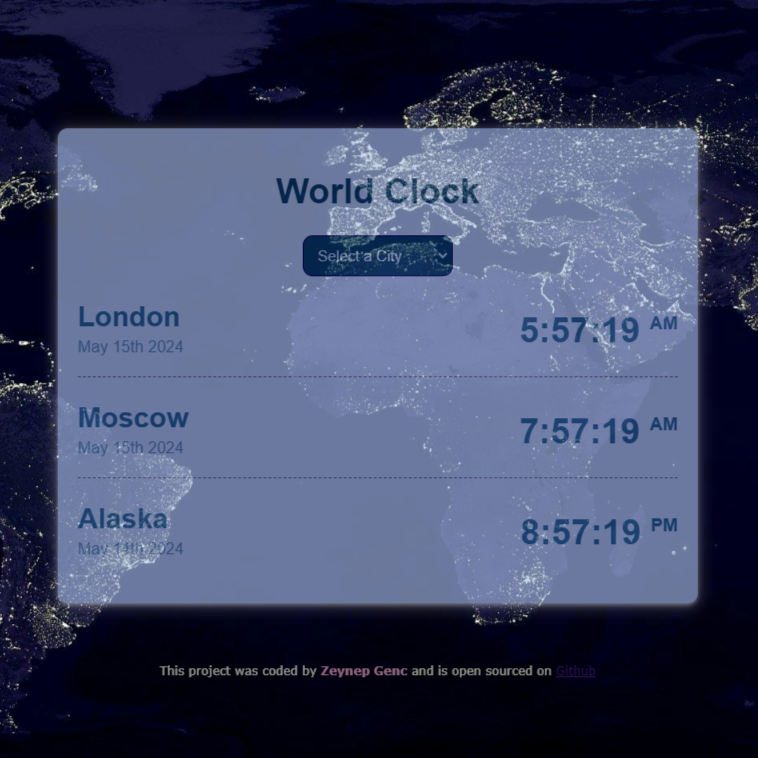 World Clock
Select a City
London
May 15th 2024
5:57:19 AM
Moscow
May 15th 2024
7:57:19 AM
Alaska
May 14th 2024
8:57:19 PM
This project was coded by Zeynep Genc and is open sourced on Github